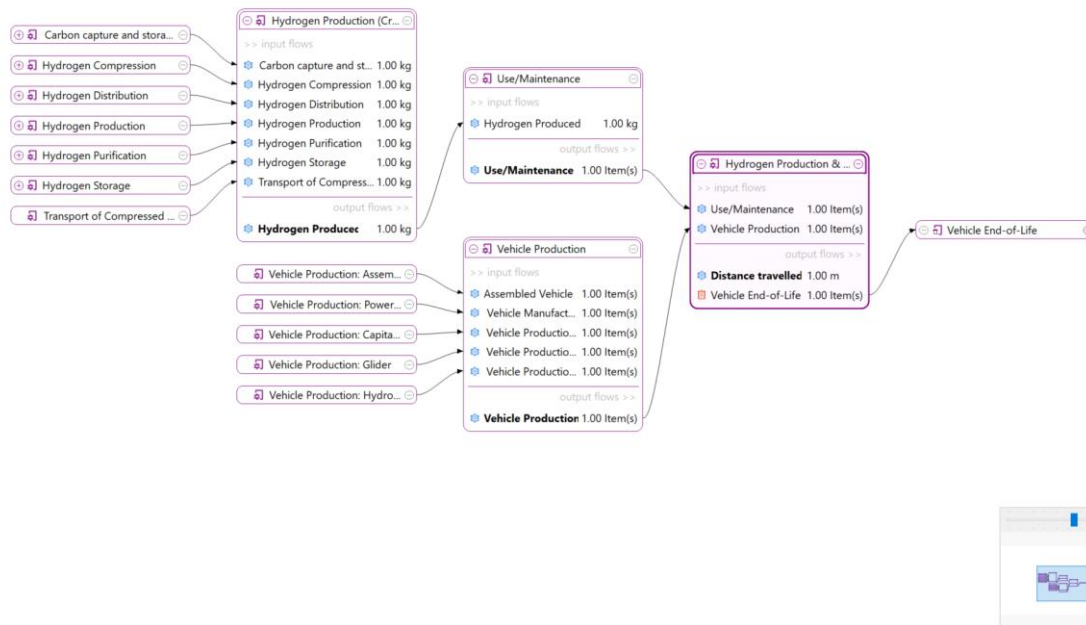 Carbon capture and stora...
Hydrogen Compression
Hydrogen Distribution
Hydrogen Production
Hydrogen Purification
Hydrogen Storage
Transport of Compressed ...
Hydrogen Production (Cr...
>> input flows
Carbon capture and st... 1.00 kg
Hydrogen Compression 1.00 kg
Hydrogen Distribution 1.00 kg
Hydrogen Production 1.00 kg
Hydrogen Purification 1.00 kg
Hydrogen Storage 1.00 kg
Transport of Compress... 1.00 kg
output flows >>
Hydrogen Produced 1.00 kg
Vehicle Production: Assem...
Vehicle Production: Power...
Vehicle Production: Capita...
Vehicle Production: Glider
Vehicle Production: Hydro...
Use/Maintenance
>> input flows
Hydrogen Produced 1.00 kg
output flows >>
Use/Maintenance 1.00 Item(s)
Vehicle Production
>> input flows
Assembled Vehicle 1.00 Item(s)
Vehicle Manufact... 1.00 Item(s)
Vehicle Productio... 1.00 Item(s)
Vehicle Productio... 1.00 Item(s)
Vehicle Productio... 1.00 Item(s)
output flows >>
Vehicle Production 1.00 Item(s)
Hydrogen Production & ...
>> input flows
Use/Maintenance 1.00 Item(s)
Vehicle Production 1.00 Item(s)
output flows >>
Distance travelled 1.00 m
Vehicle End-of-Life 1.00 Item(s)
Vehicle End-of-Life